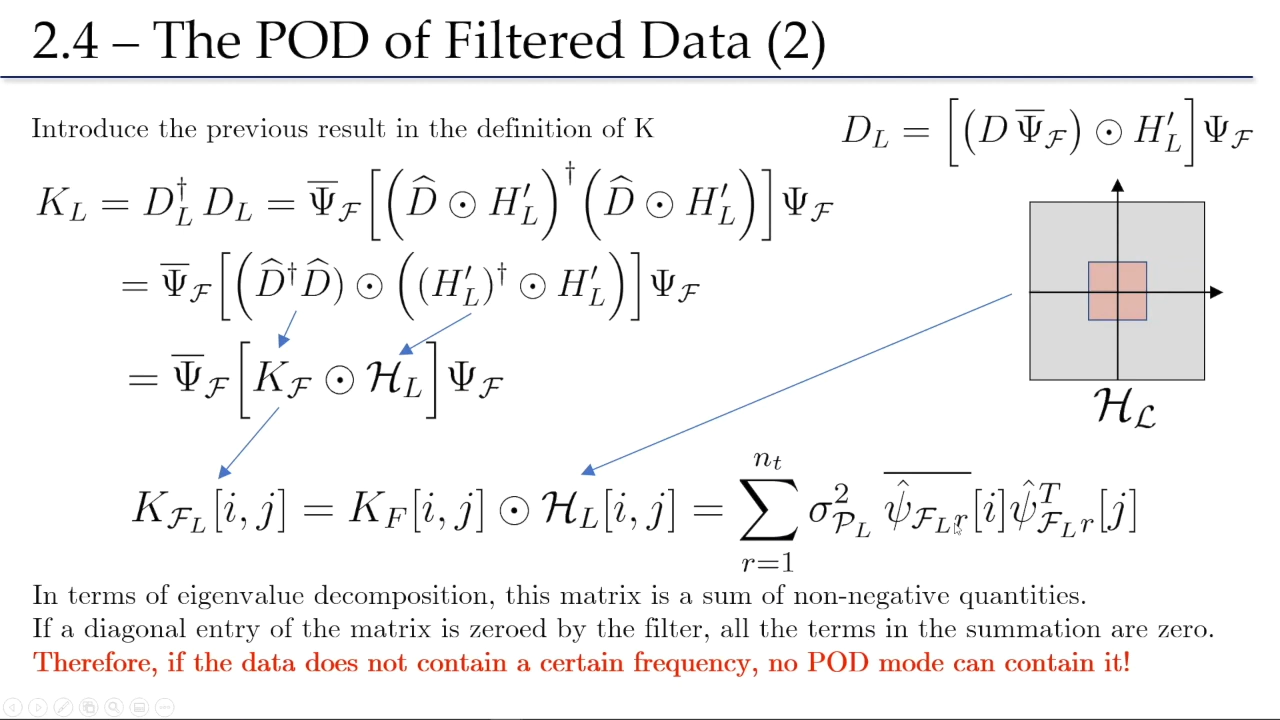 2.4 – The POD of Filtered Data (2)
Introduce the previous result in the definition of K
D_L = [(D Ψ̅_ℱ) ⊙ H′_L] Ψ_ℱ
K_L = D_L^† D_L = Ψ̅_ℱ [(D̂ ⊙ H′_L)^† (D̂ ⊙ H′_L)] Ψ_ℱ
= Ψ̅_ℱ [(D̂^† D̂) ⊙ ((H′_L)^† ⊙ H′_L)] Ψ_ℱ
= Ψ̅_ℱ [K_ℱ ⊙ ℋ_L] Ψ_ℱ
ℋ_ℒ
K_{ℱ_L}[i, j] = K_F[i, j] ⊙ ℋ_L[i, j] = ∑_{r=1}^{n_t} σ²_{𝒫_L} \overline{ψ̂_{ℱ_L r}}[i] ψ̂^T_{ℱ_L r}[j]
In terms of eigenvalue decomposition, this matrix is a sum of non-negative quantities.
If a diagonal entry of the matrix is zeroed by the filter, all the terms in the summation are zero.
Therefore, if the data does not contain a certain frequency, no POD mode can contain it!